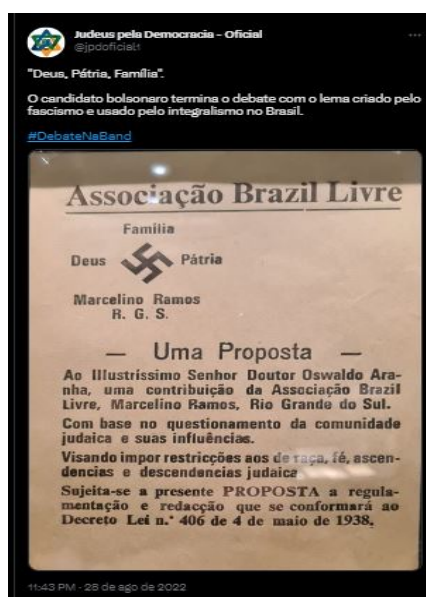 Judeus pela Democracia - Oficial
@jpdoficial1
"Deus, Pátria, Família".
O candidato bolsonaro termina o debate com o lema criado pelo
fascismo e usado pelo integralismo no Brasil.
#DebateNaBand
Associação Brazil Livre
Família
Deus Pátria
Marcelino Ramos
R. G. S.
— Uma Proposta —
Ao Illustrissimo Senhor Doutor Oswaldo Ara-
nha, uma contribuição da Associação Brazil
Livre, Marcelino Ramos, Rio Grande do Sul.
Com base no questionamento da comunidade
judaica e suas influências.
Visando impor restricções aos de raça, fé, ascen-
dencias e descendencias judaica
Sujeita-se a presente PROPOSTA a regula-
mentação e redacção que se conformará ao
Decreto Lei n.° 406 de 4 de maio de 1938.
11:43 PM · 28 de ago de 2022